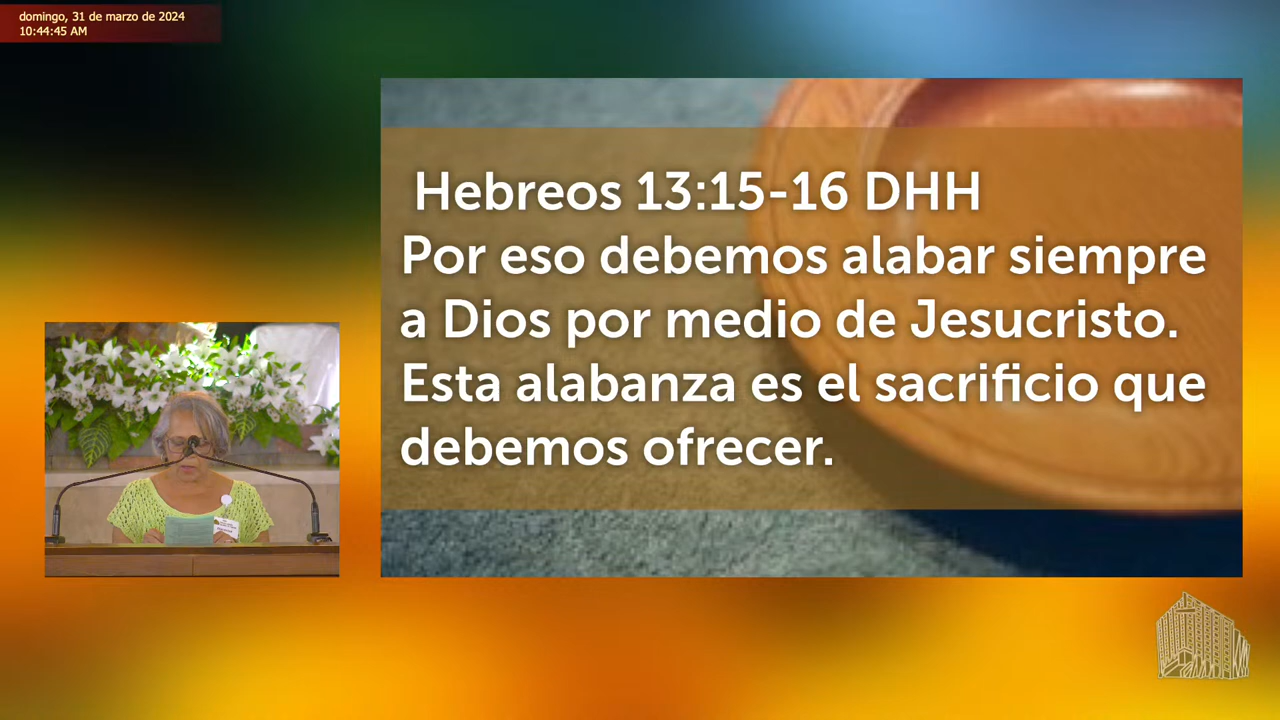 domingo, 31 de marzo de 2024
10:44:45 AM
Hebreos 13:15-16 DHH
Por eso debemos alabar siempre
a Dios por medio de Jesucristo.
Esta alabanza es el sacrificio que
debemos ofrecer.